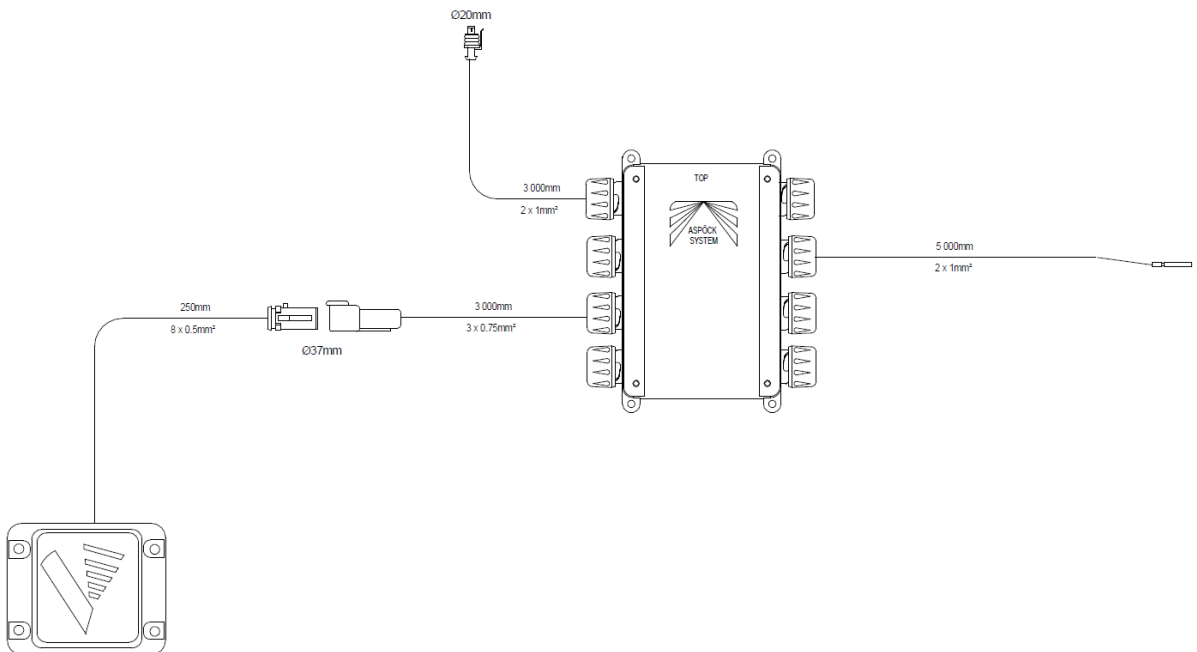 Ø20mm
3 000mm
2 x 1mm²
TOP
ASPÖCK
SYSTEM
5 000mm
2 x 1mm²
250mm
8 x 0.5mm²
Ø37mm
3 000mm
3 x 0.75mm²